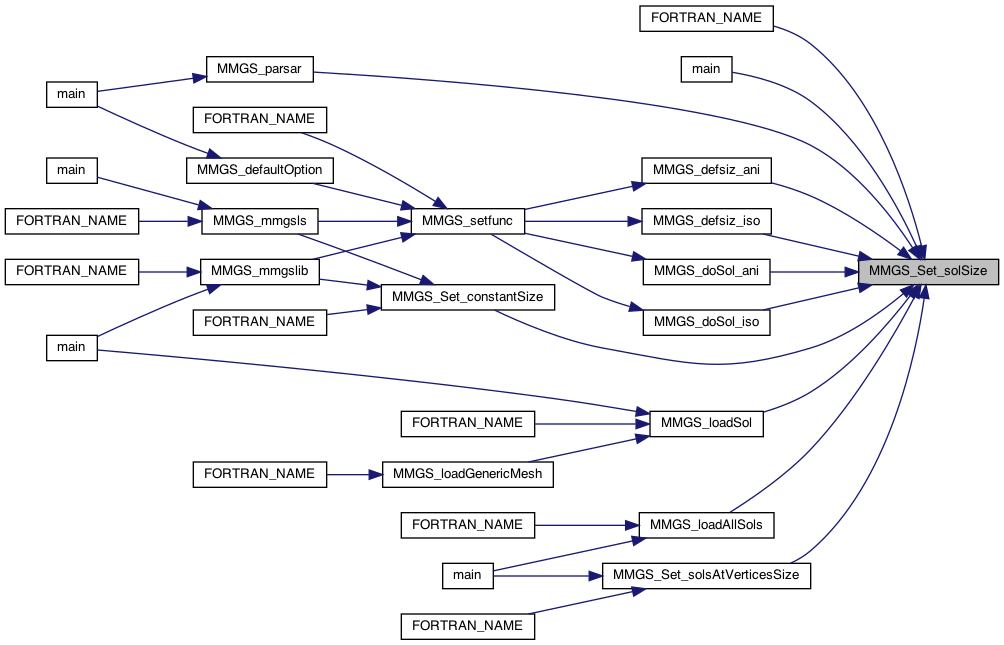 FORTRAN_NAME
main
MMGS_parsar
main
FORTRAN_NAME
MMGS_defaultOption
MMGS_defsiz_ani
main
FORTRAN_NAME
MMGS_mmgsls
MMGS_setfunc
MMGS_defsiz_iso
FORTRAN_NAME
MMGS_mmgslib
MMGS_doSol_ani
MMGS_Set_solSize
MMGS_Set_constantSize
FORTRAN_NAME
MMGS_doSol_iso
main
FORTRAN_NAME
MMGS_loadSol
FORTRAN_NAME
MMGS_loadGenericMesh
FORTRAN_NAME
MMGS_loadAllSols
main
MMGS_Set_solsAtVerticesSize
FORTRAN_NAME